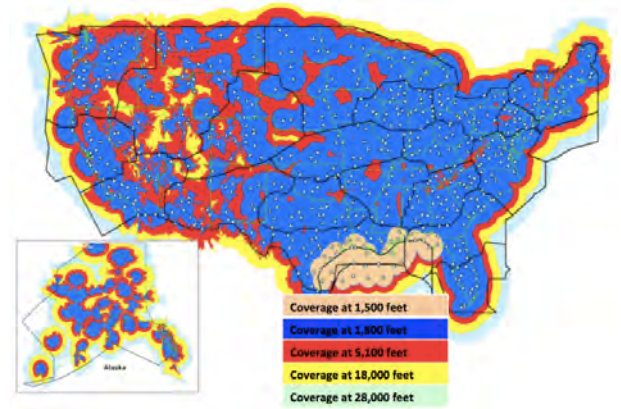 Alaska
Coverage at 1,500 feet
Coverage at 1,800 feet
Coverage at 5,100 feet
Coverage at 18,000 feet
Coverage at 28,000 feet